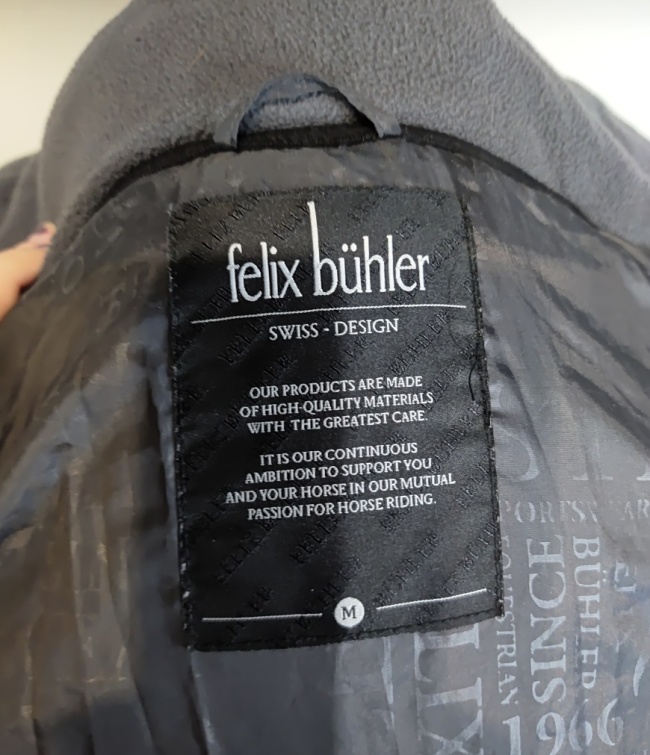 felix bühler
SWISS - DESIGN
OUR PRODUCTS ARE MADE
OF HIGH-QUALITY MATERIALS
WITH THE GREATEST CARE.
IT IS OUR CONTINUOUS
AMBITION TO SUPPORT YOU
AND YOUR HORSE IN OUR MUTUAL
PASSION FOR HORSE RIDING.
M
EQUESTRIAN
SINCE
1966
BÜHLER